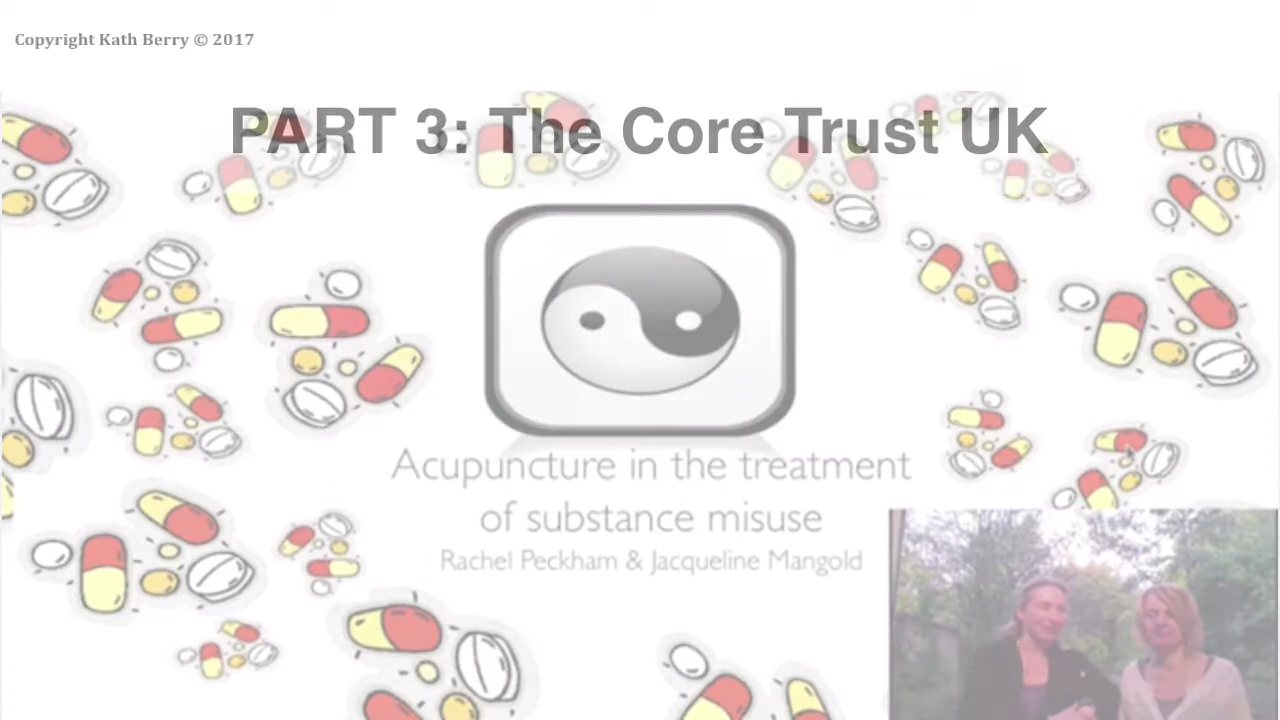 Copyright Kath Berry © 2017
PART 3: The Core Trust UK
Acupuncture in the treatment
of substance misuse
Rachel Peckham & Jacqueline Mangold